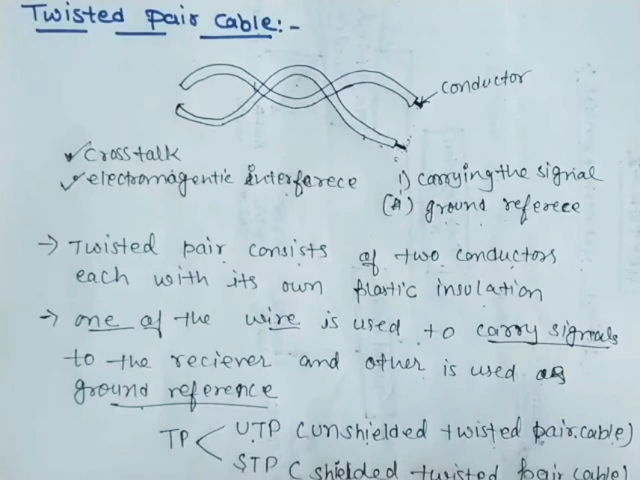 Twisted pair cable:-
conductor
crosstalk
electromagentic interferece
i) carrying the signal
(ii) ground referece
→ Twisted pair consists of two conductors
each with its own plastic insulation
→ one of the wire is used to carry signals
to the reciever and other is used as
ground reference
TP
UTP (unshielded twisted pair.cable)
STP (shielded twisted pair cable)